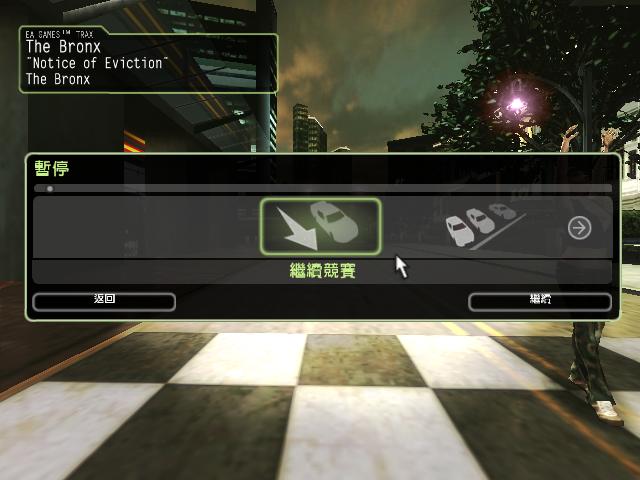 EA GAMES™ TRAX
The Bronx
"Notice of Eviction"
The Bronx
暫停
繼續競賽
返回
繼續